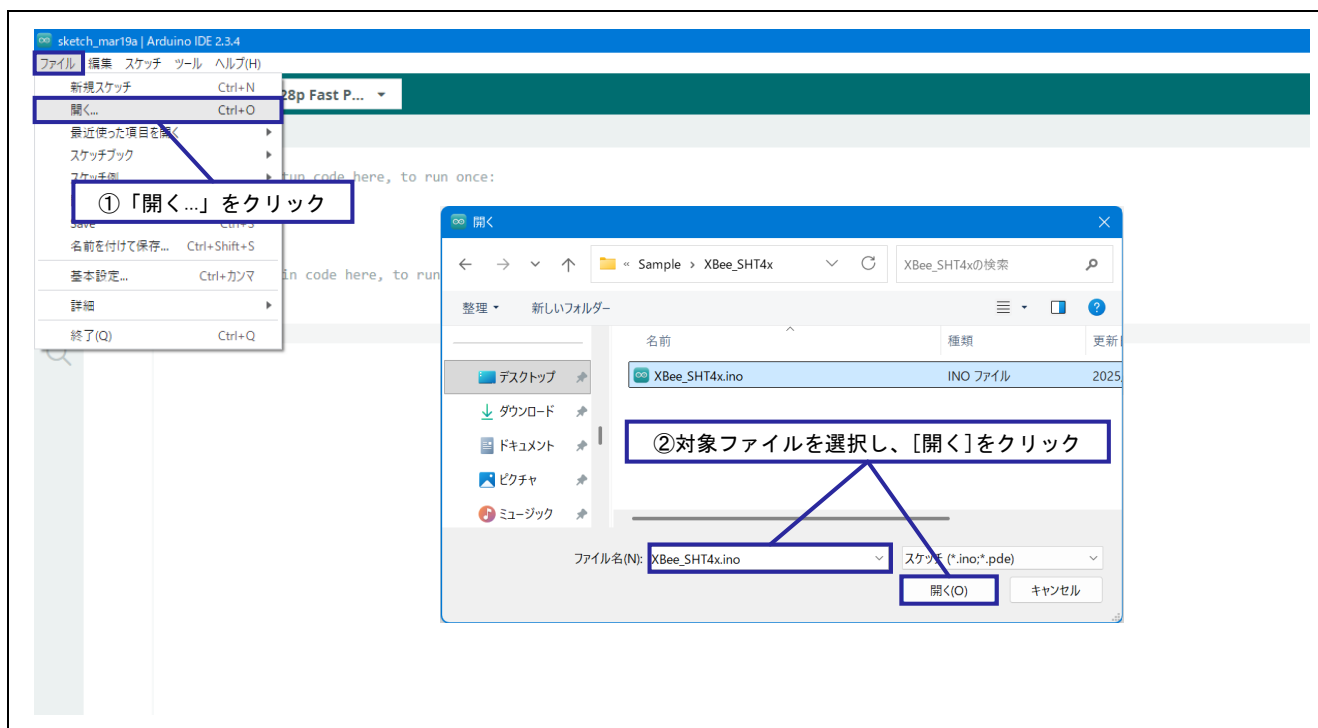 sketch_mar19a | Arduino IDE 2.3.4
ファイル 編集 スケッチ ツール ヘルプ(H)
新規スケッチ Ctrl+N
28p Fast P...
開く... Ctrl+O
最近使った項目を開く
スケッチブック
スケッチ例
tup code here, to run once:
①「開く...」をクリック
Save Ctrl+S
名前を付けて保存... Ctrl+Shift+S
基本設定... Ctrl+カンマ
in code here, to run
詳細
終了(Q) Ctrl+Q
開く
« Sample › XBee_SHT4x
XBee_SHT4xの検索
整理 新しいフォルダー
名前 種類 更新
デスクトップ
XBee_SHT4x.ino INO ファイル 2025
ダウンロード
ドキュメント
②対象ファイルを選択し、[開く]をクリック
ピクチャ
ミュージック
ファイル名(N): XBee_SHT4x.ino
スケッチ (*.ino;*.pde)
開く(O) キャンセル